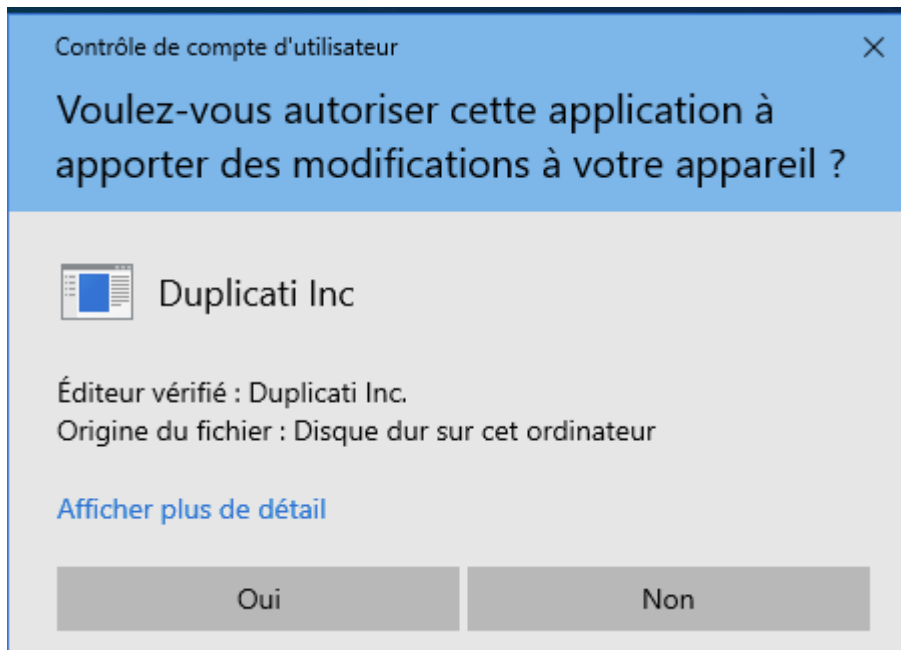 Contrôle de compte d'utilisateur
Voulez-vous autoriser cette application à
apporter des modifications à votre appareil ?
Duplicati Inc
Éditeur vérifié : Duplicati Inc.
Origine du fichier : Disque dur sur cet ordinateur
Afficher plus de détail
Oui
Non